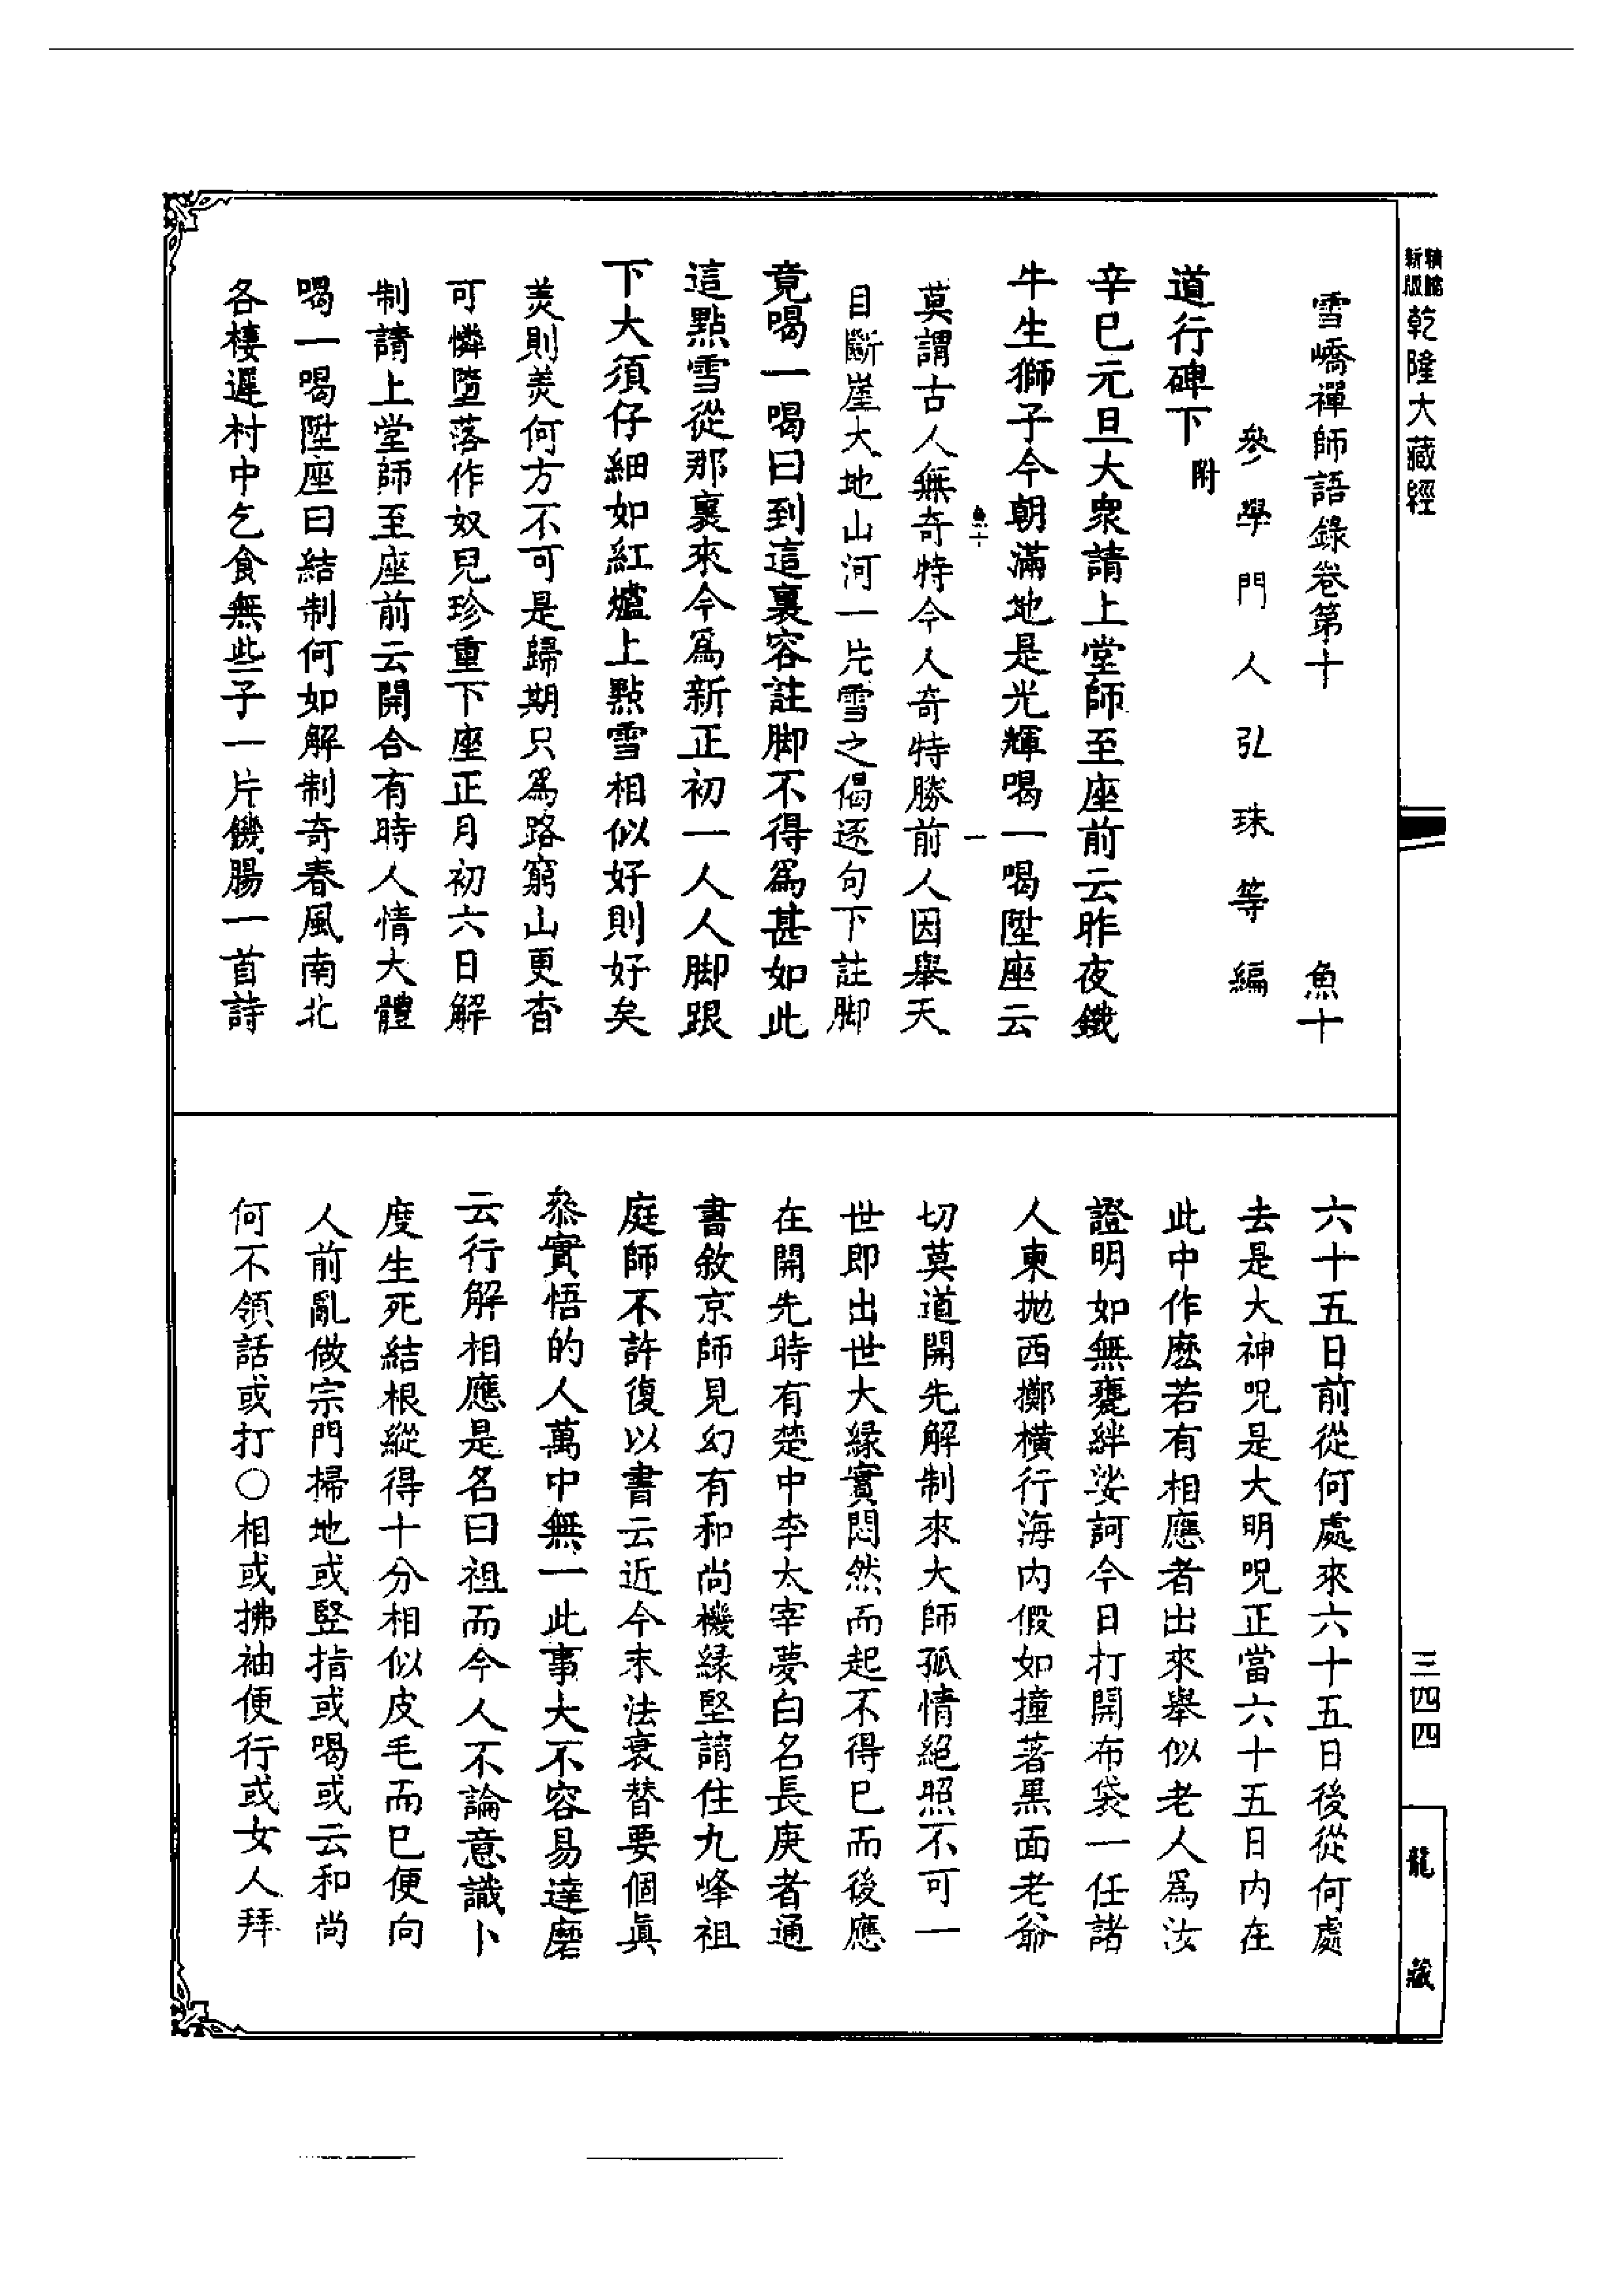 精縮新版乾隆大藏經
雪嶠禪師語錄卷第十 魚十
參學門人弘珠等編
道行碑下附
辛巳元旦大眾請上堂師至座前云昨夜鐵
牛生獅子今朝滿地是光輝喝一喝陞座云
魚十 一
莫謂古人無奇特今人奇特勝前人因舉天
目斷崖大地山河一片雪之偈逐句下註脚
竟喝一喝曰到這裏容註脚不得爲甚如此
這點雪從那裏來今爲新正初一人人脚跟
下大須仔細如紅爐上點雪相似好則好矣
羙則羙何方不可是歸期只爲路窮山更杳
可憐墮落作奴兒珍重下座正月初六日解
制請上堂師至座前云開合有時人情大體
喝一喝陞座曰結制何如解制奇春風南北
各棲遲村中乞食無些子一片饑腸一首詩
六十五日前從何處來六十五日後從何處
去是大神呪是大明呪正當六十五日内在
此中作麽若有相應者出來舉似老人爲汝
證明如無甕絆娑訶今日打開布袋一任諸
人東拋西擲橫行海内假如撞著黑面老爺
切莫道開先解制來大師孤情絕照不可一
世即出世大緣實悶然而起不得已而後應
在開先時有楚中李太宰夢白名長庚者通
書敘京師見幻有和尚機緣堅請住九峰祖
庭師不許復以書云近今末法衰替要個眞
叅實悟的人萬中無一此事大不容易達磨
云行解相應是名曰祖而今人不論意識卜
度生死結根縱得十分相似皮毛而已便向
人前亂做宗門掃地或竪指或喝或云和尚
何不領話或打○相或拂袖便行或女人拜
三四四
龍藏